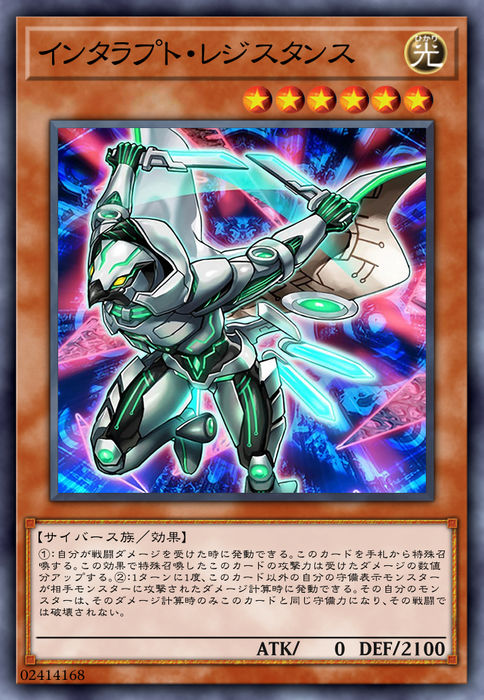 インタラプト・レジスタンス
ひかり
光
【サイバース族／効果】
①:自分が戦闘ダメージを受けた時に発動できる。このカードを手札から特殊召
喚する。この効果で特殊召喚したこのカードの攻撃力は受けたダメージの数値
分アップする。②:1ターンに1度、このカード以外の自分の守備表示モンスター
が相手モンスターに攻撃されたダメージ計算時に発動できる。その自分のモン
スターは、そのダメージ計算時のみこのカードと同じ守備力になり、その戦闘で
は破壊されない。
ATK/ 0 DEF/2100
02414168